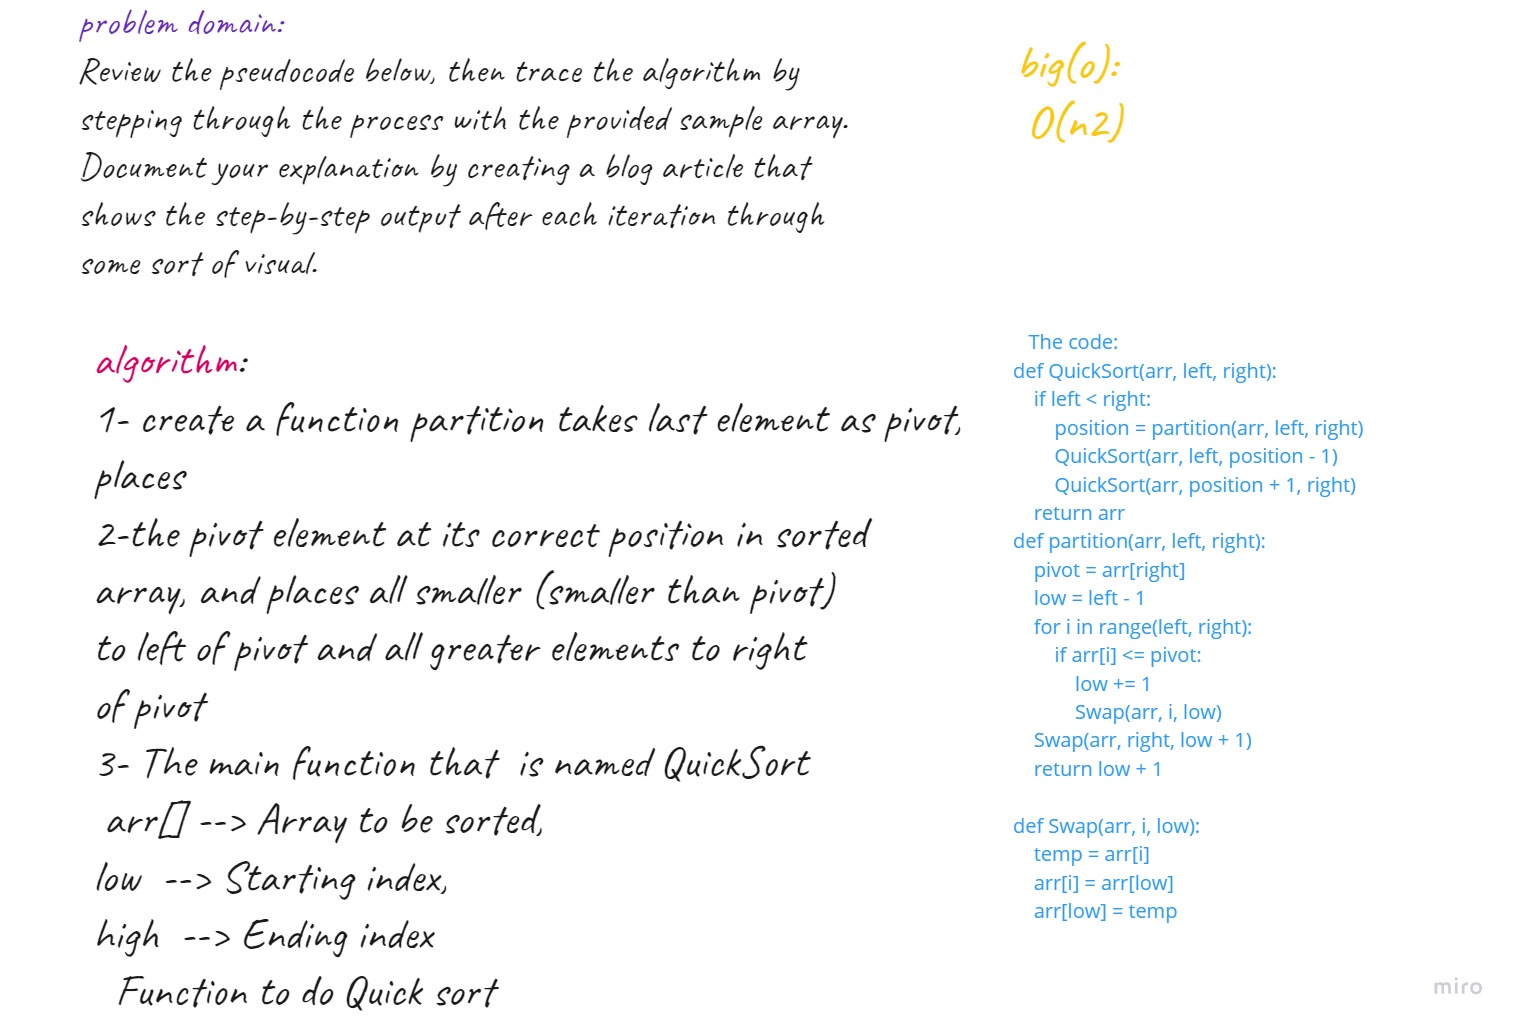 problem domain:
Review the pseudocode below, then trace the algorithm by
stepping through the process with the provided sample array.
Document your explanation by creating a blog article that
shows the step-by-step output after each iteration through
some sort of visual.
big(o):
O(n2)
algorithm:
1- create a function partition takes last element as pivot,
places
2-the pivot element at its correct position in sorted
array, and places all smaller (smaller than pivot)
to left of pivot and all greater elements to right
of pivot
3- The main function that  is named QuickSort
arr[] --> Array to be sorted,
low  --> Starting index,
high  --> Ending index
Function to do Quick sort
The code:
def QuickSort(arr, left, right):
    if left < right:
        position = partition(arr, left, right)
        QuickSort(arr, left, position - 1)
        QuickSort(arr, position + 1, right)
    return arr
def partition(arr, left, right):
    pivot = arr[right]
    low = left - 1
    for i in range(left, right):
        if arr[i] <= pivot:
            low += 1
            Swap(arr, i, low)
    Swap(arr, right, low + 1)
    return low + 1
def Swap(arr, i, low):
    temp = arr[i]
    arr[i] = arr[low]
    arr[low] = temp
miro